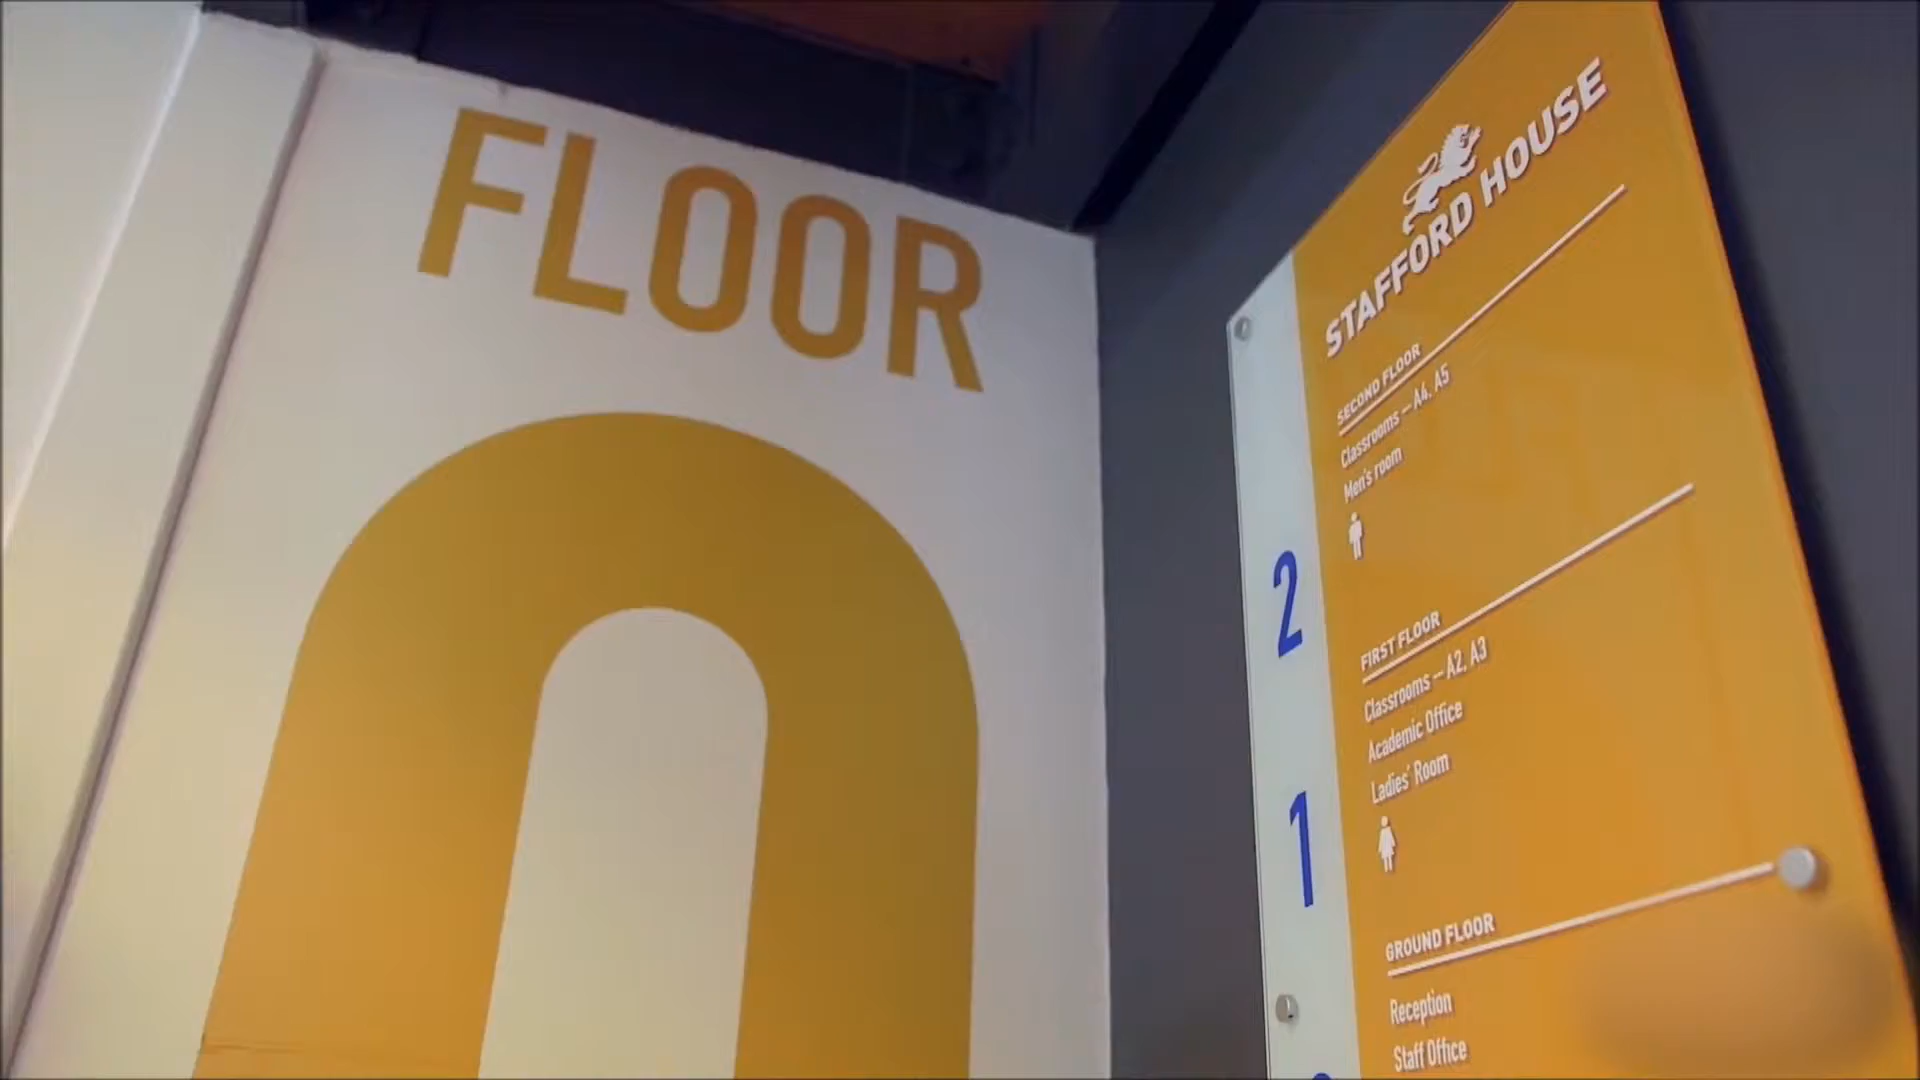 FLOOR
STAFFORD HOUSE
2
SECOND FLOOR
Classrooms – A4, A5
Men's room
1
FIRST FLOOR
Classrooms – A2, A3
Academic Office
Ladies' Room
GROUND FLOOR
Reception
Staff Office